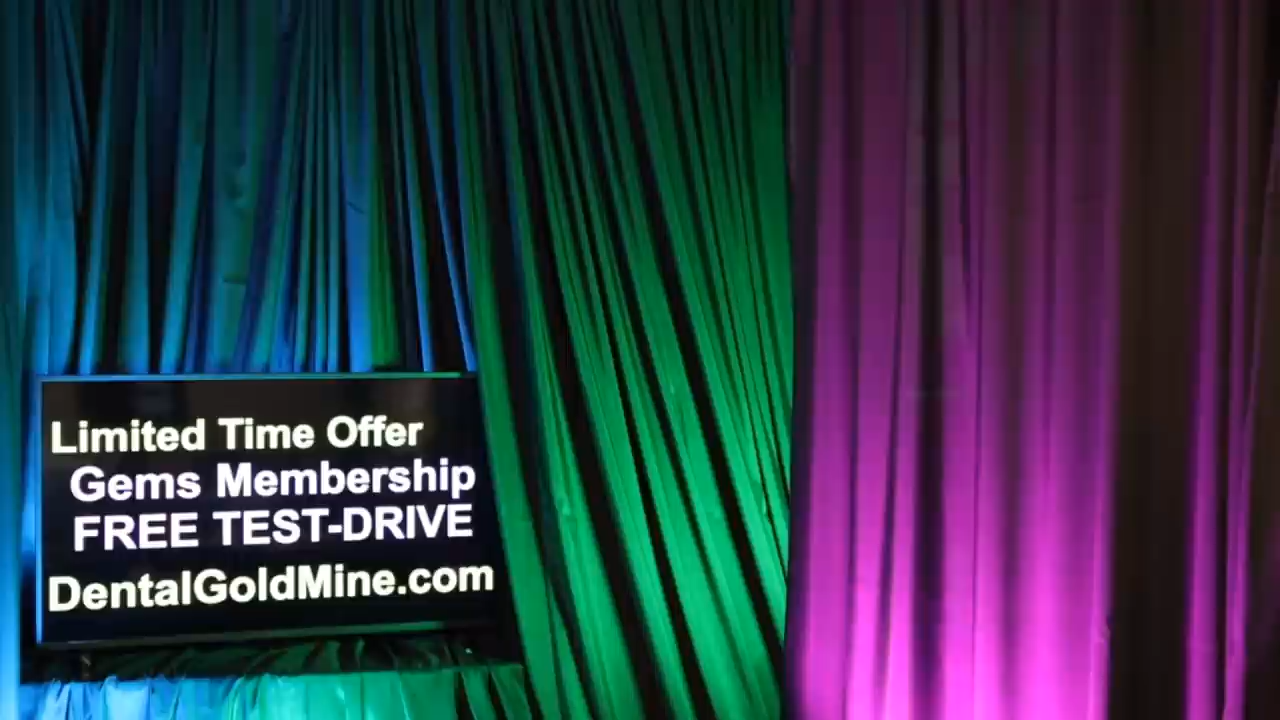 Limited Time Offer
Gems Membership
FREE TEST-DRIVE
DentalGoldMine.com